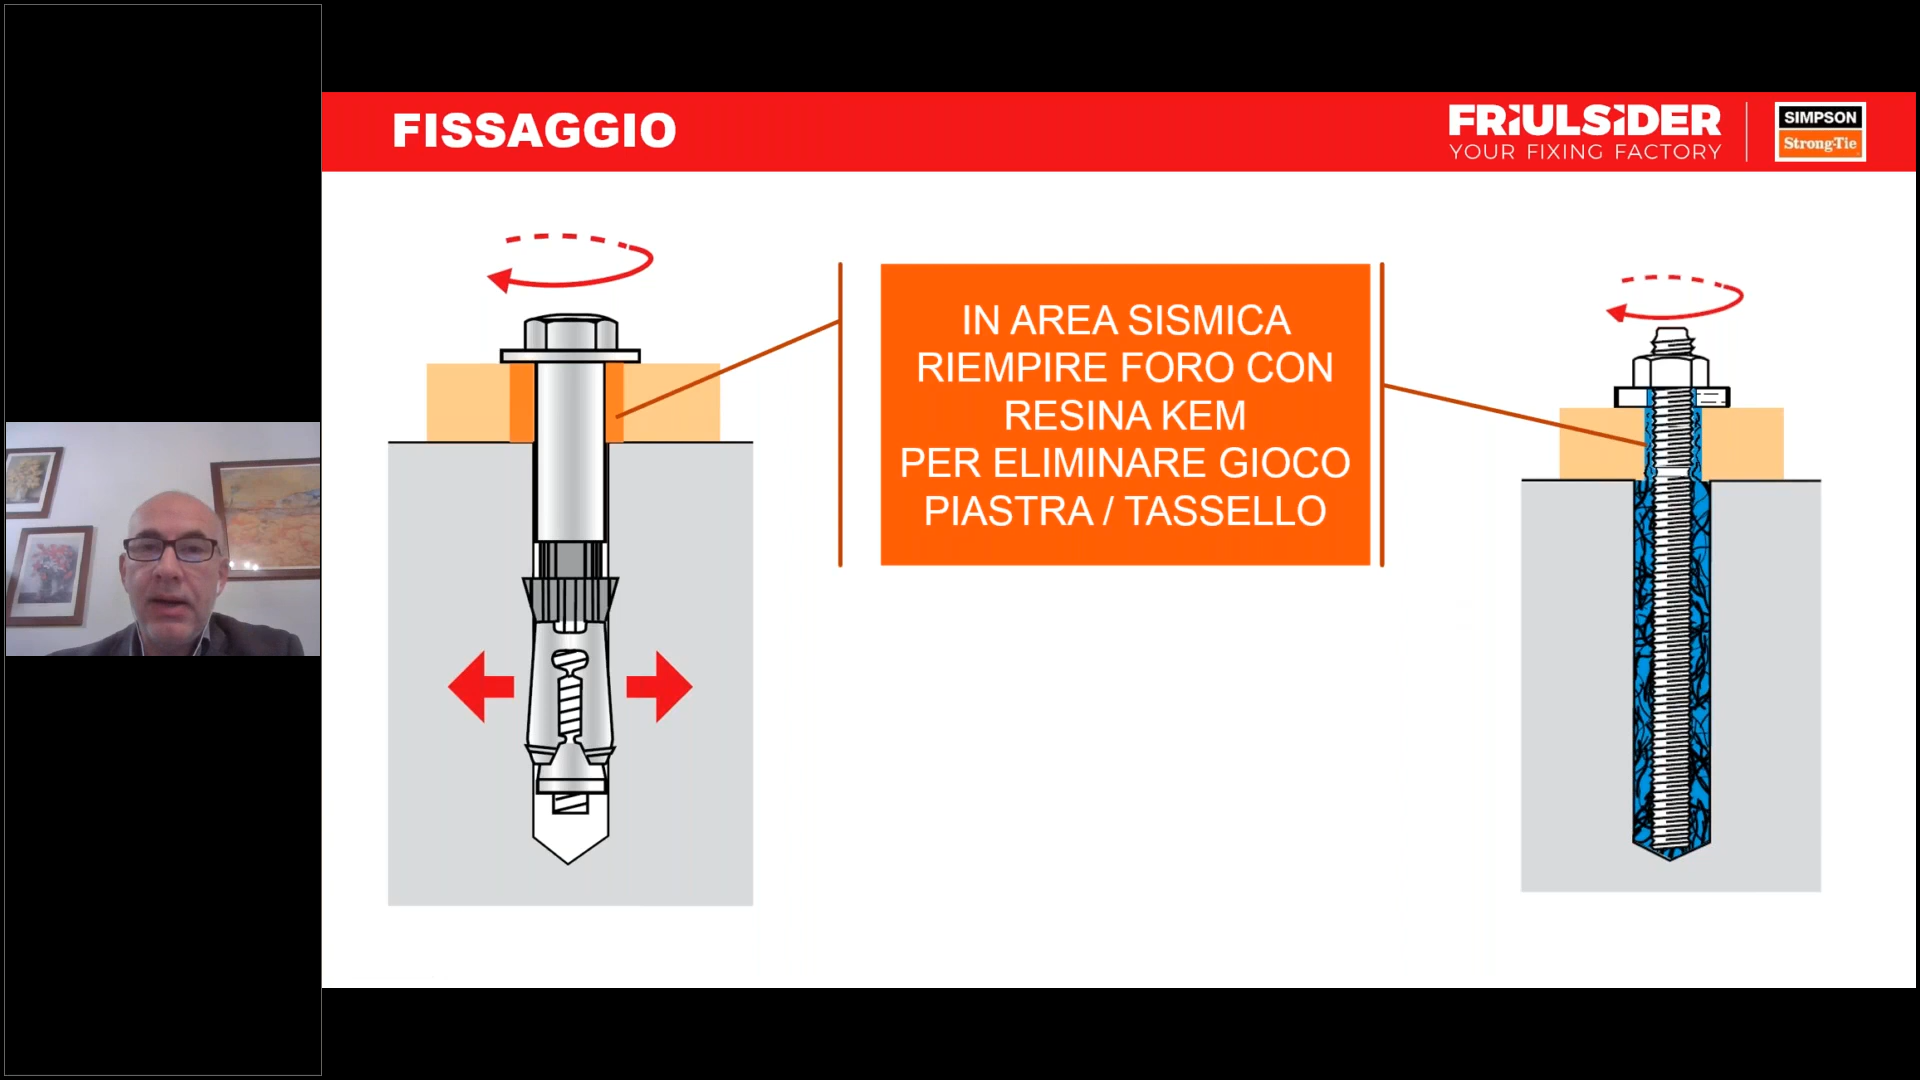 FISSAGGIO
FRiULSiDER
YOUR FIXING FACTORY
SIMPSON
Strong-Tie
IN AREA SISMICA
RIEMPIRE FORO CON
RESINA KEM
PER ELIMINARE GIOCO
PIASTRA / TASSELLO